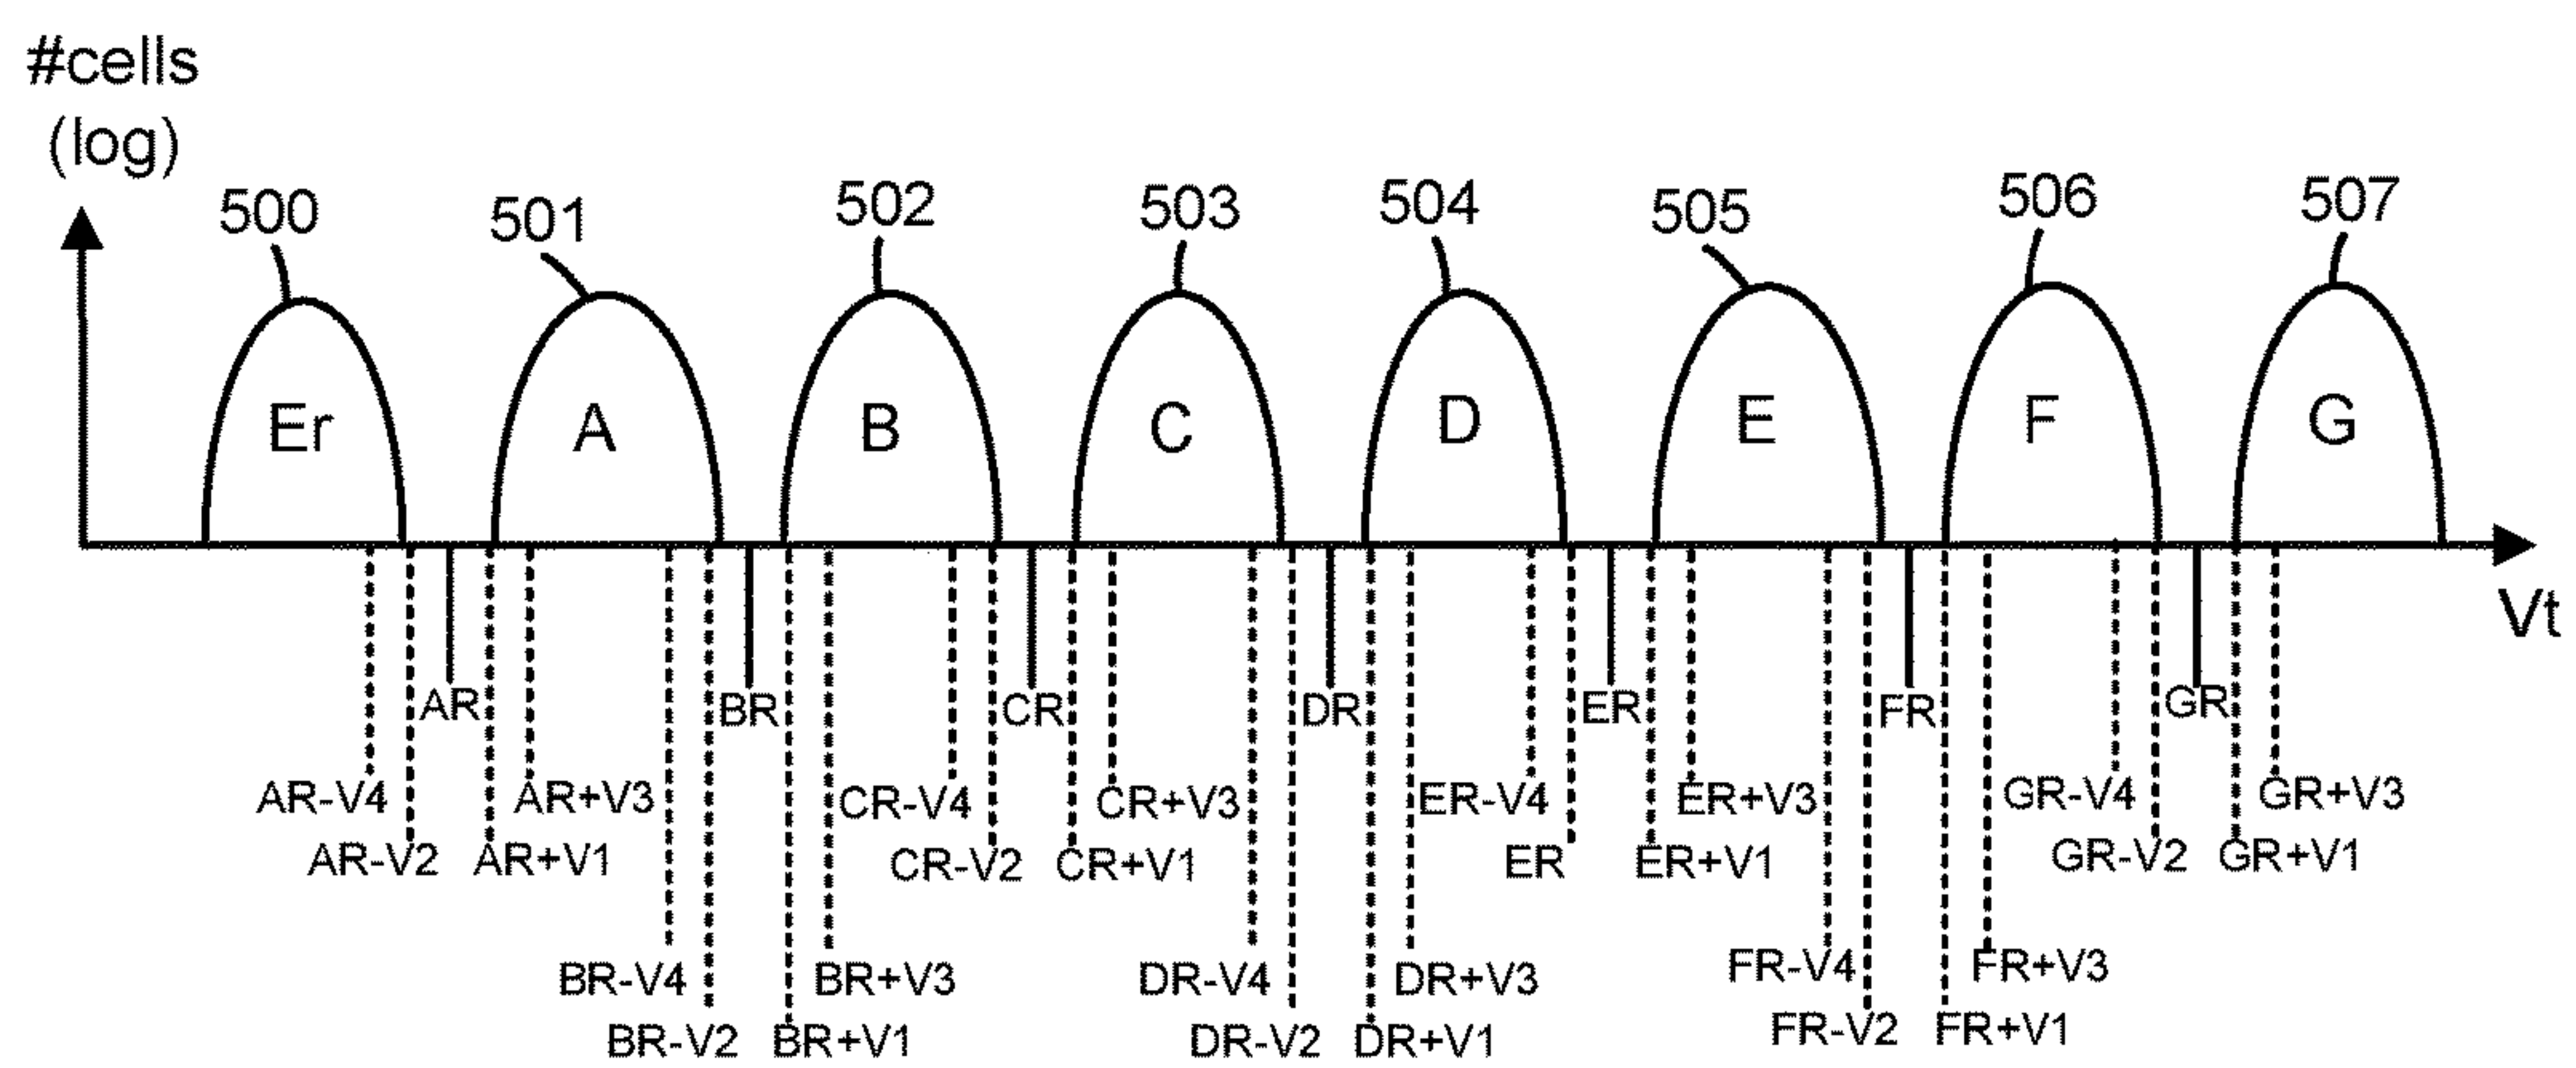 #cells
(log)
500
501
502
503
504
505
506
507
Er
A
B
C
D
E
F
G
Vt
AR
BR
CR
DR
ER
FR
GR
AR-V4
AR+V3
CR-V4
CR+V3
ER-V4
ER+V3
GR-V4
GR+V3
AR-V2
AR+V1
CR-V2
CR+V1
ER
ER+V1
GR-V2
GR+V1
BR-V4
BR+V3
DR-V4
DR+V3
FR-V4
FR+V3
BR-V2
BR+V1
DR-V2
DR+V1
FR-V2
FR+V1